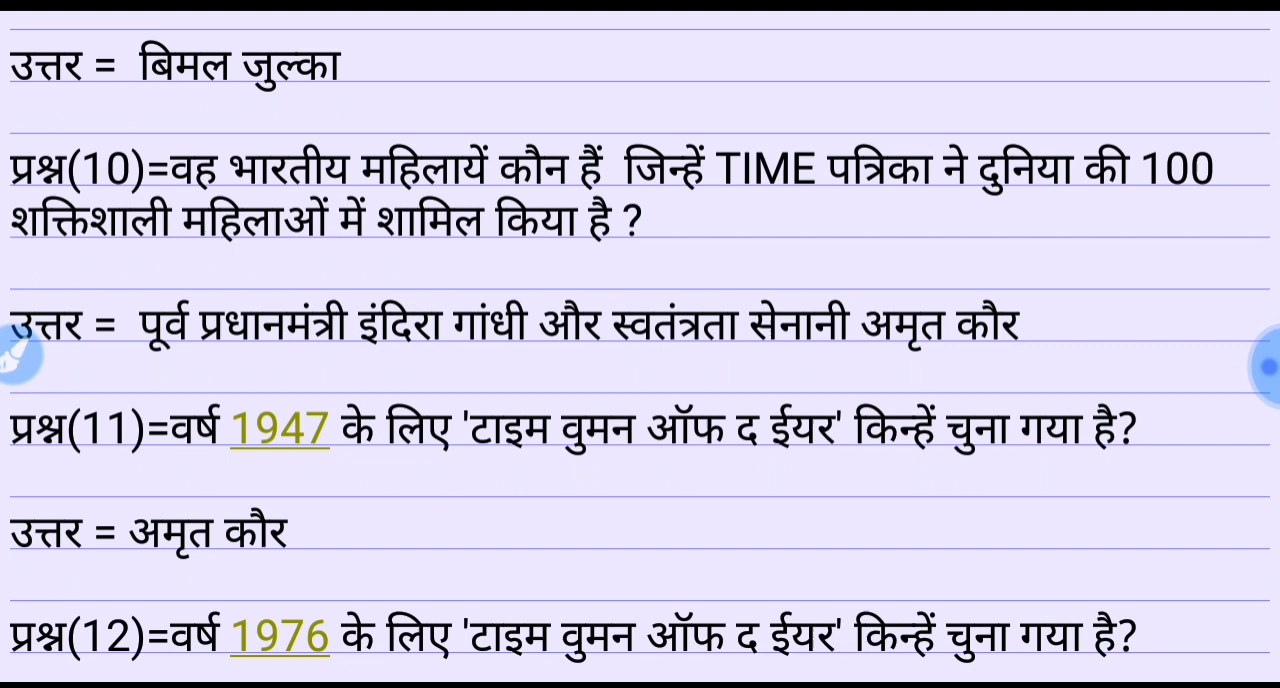 उत्तर = बिमल जुल्का
प्रश्न(10)=वह भारतीय महिलायें कौन हैं जिन्हें TIME पत्रिका ने दुनिया की 100
शक्तिशाली महिलाओं में शामिल किया है ?
उत्तर = पूर्व प्रधानमंत्री इंदिरा गांधी और स्वतंत्रता सेनानी अमृत कौर
प्रश्न(11)=वर्ष 1947 के लिए 'टाइम वुमन ऑफ द ईयर' किन्हें चुना गया है?
उत्तर = अमृत कौर
प्रश्न(12)=वर्ष 1976 के लिए 'टाइम वुमन ऑफ द ईयर' किन्हें चुना गया है?